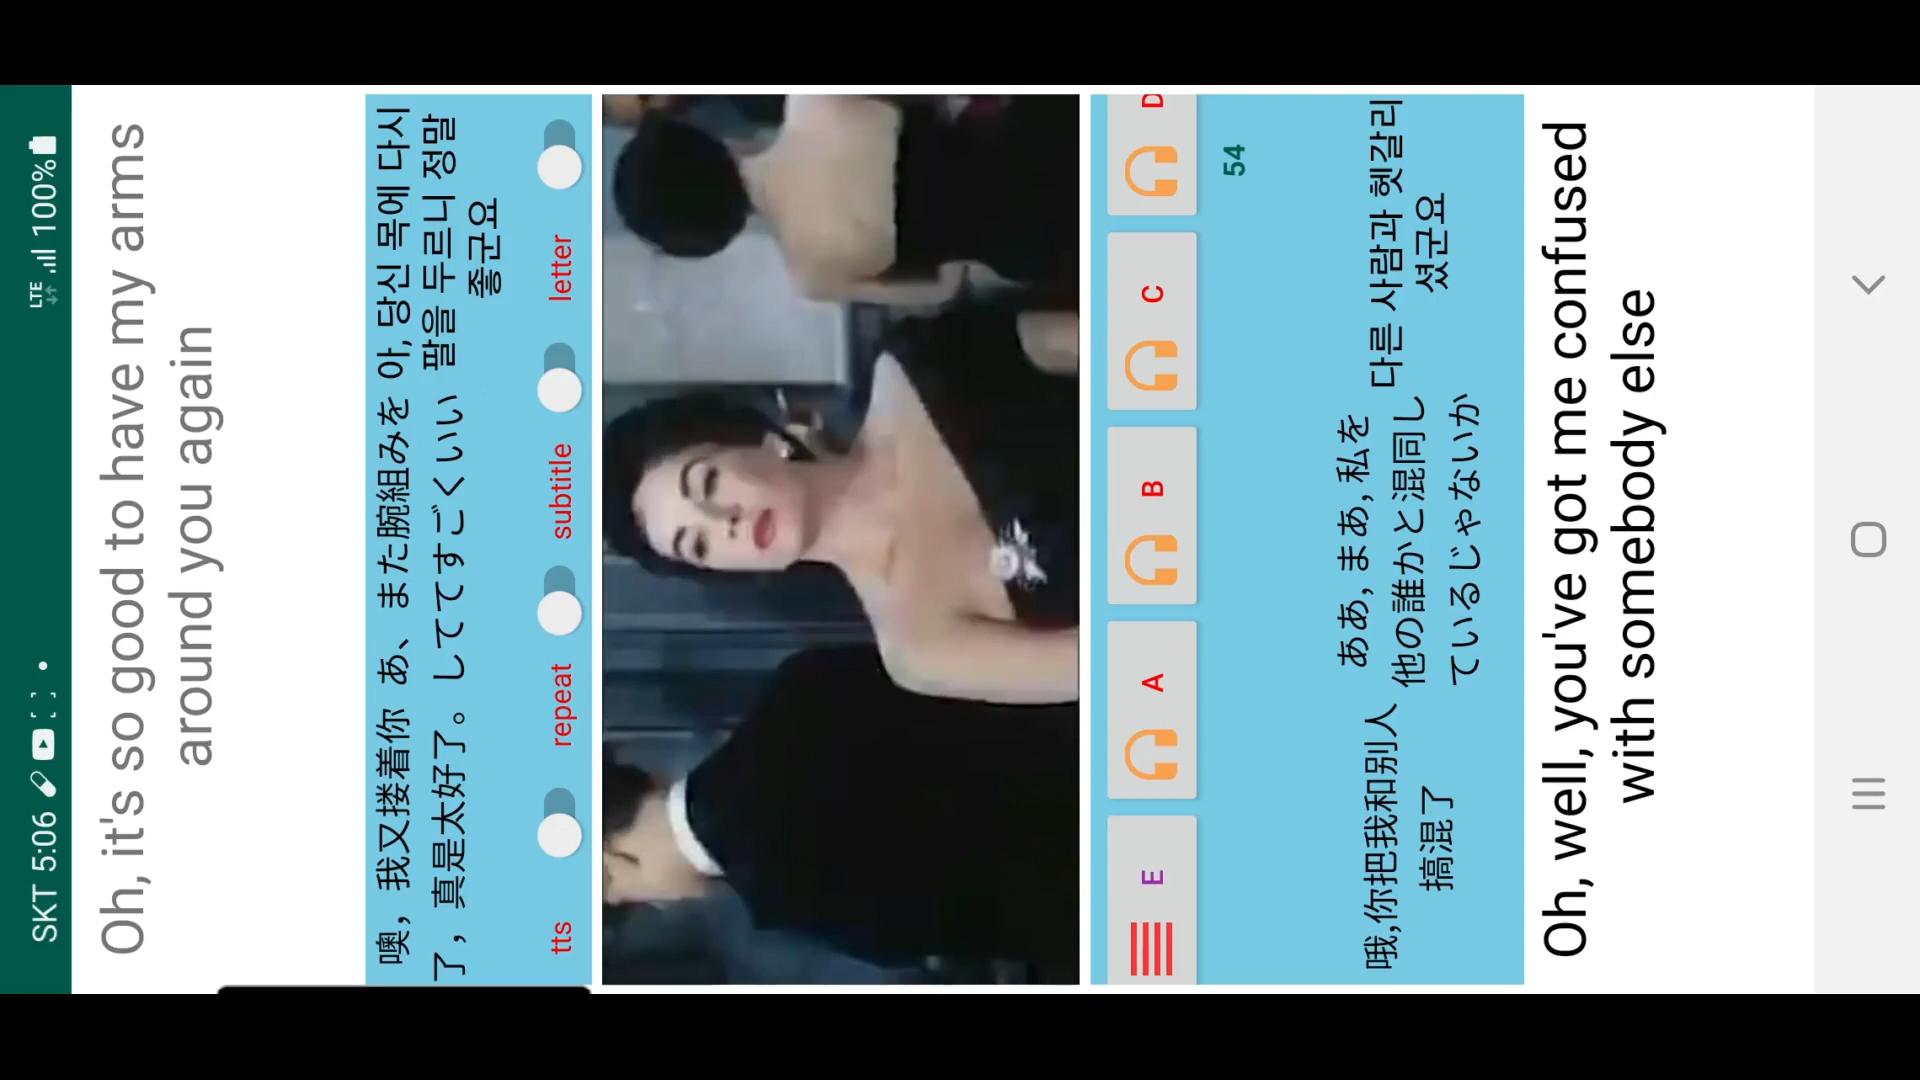 SKT 5:06
LTE 100%
Oh, it's so good to have my arms
around you again
噢，我又搂着你
了，真是太好了。
あ、また腕組みを
してててすごくいい
아, 당신 목에 다시
팔을 두르니 정말
좋군요
tts
repeat
subtitle
letter
E
A
B
C
D
54
哦,你把我和别人
搞混了
ああ, まあ, 私を
他の誰かと混同し
ているじゃないか
다른 사람과 헷갈리
셨군요
Oh, well, you've got me confused
with somebody else